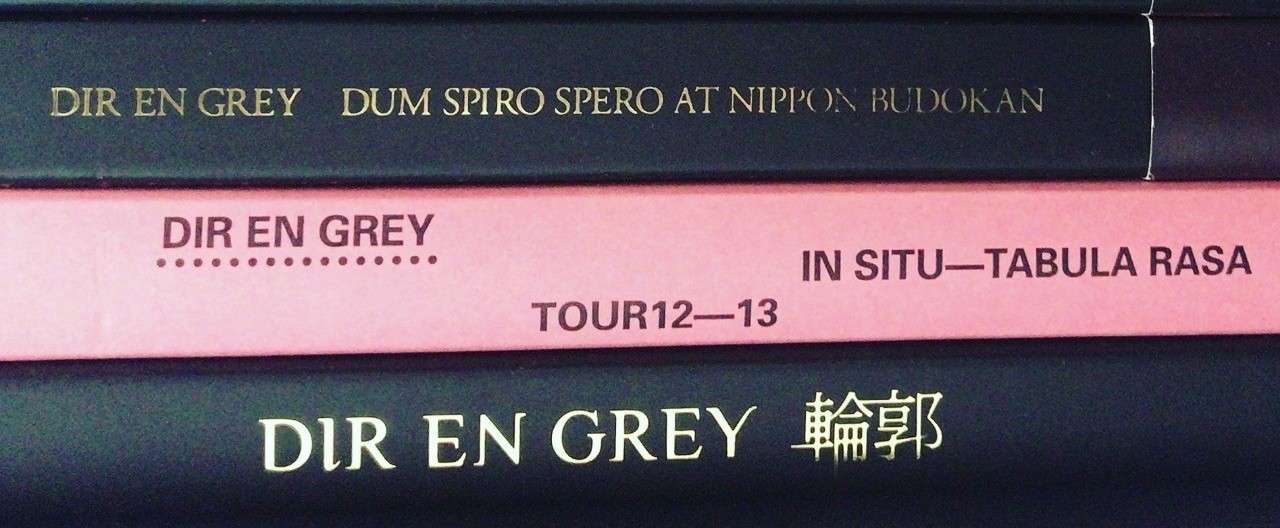 DIR EN GREY DUM SPIRO SPERO AT NIPPON BUDOKAN
DIR EN GREY
IN SITU—TABULA RASA
TOUR12—13
DIR EN GREY 輪郭